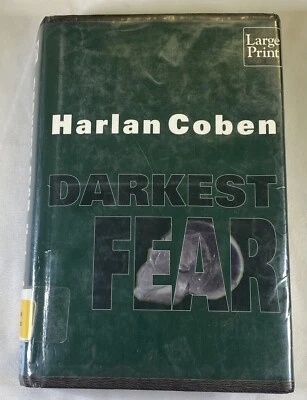 Large
Print
Harlan Coben
DARKEST
FEAR